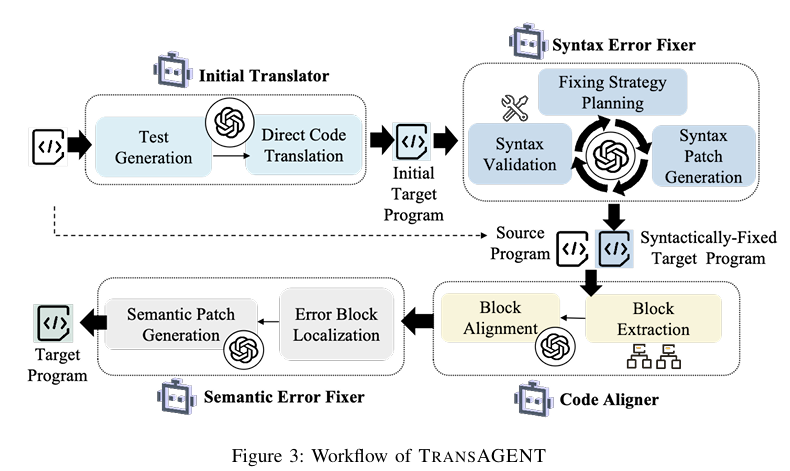 Syntax Error Fixer
Initial Translator
Fixing Strategy
Planning
Test
Generation
Direct Code
Translation
</>
</>
Initial
Target
Program
Syntax
Validation
Syntax
Patch
Generation
Source
Program
</>
</>
Syntactically-Fixed
Target Program
</>
Target
Program
Semantic Patch
Generation
Error Block
Localization
Block
Alignment
Block
Extraction
Semantic Error Fixer
Code Aligner
Figure 3: Workflow of TRANSAGENT